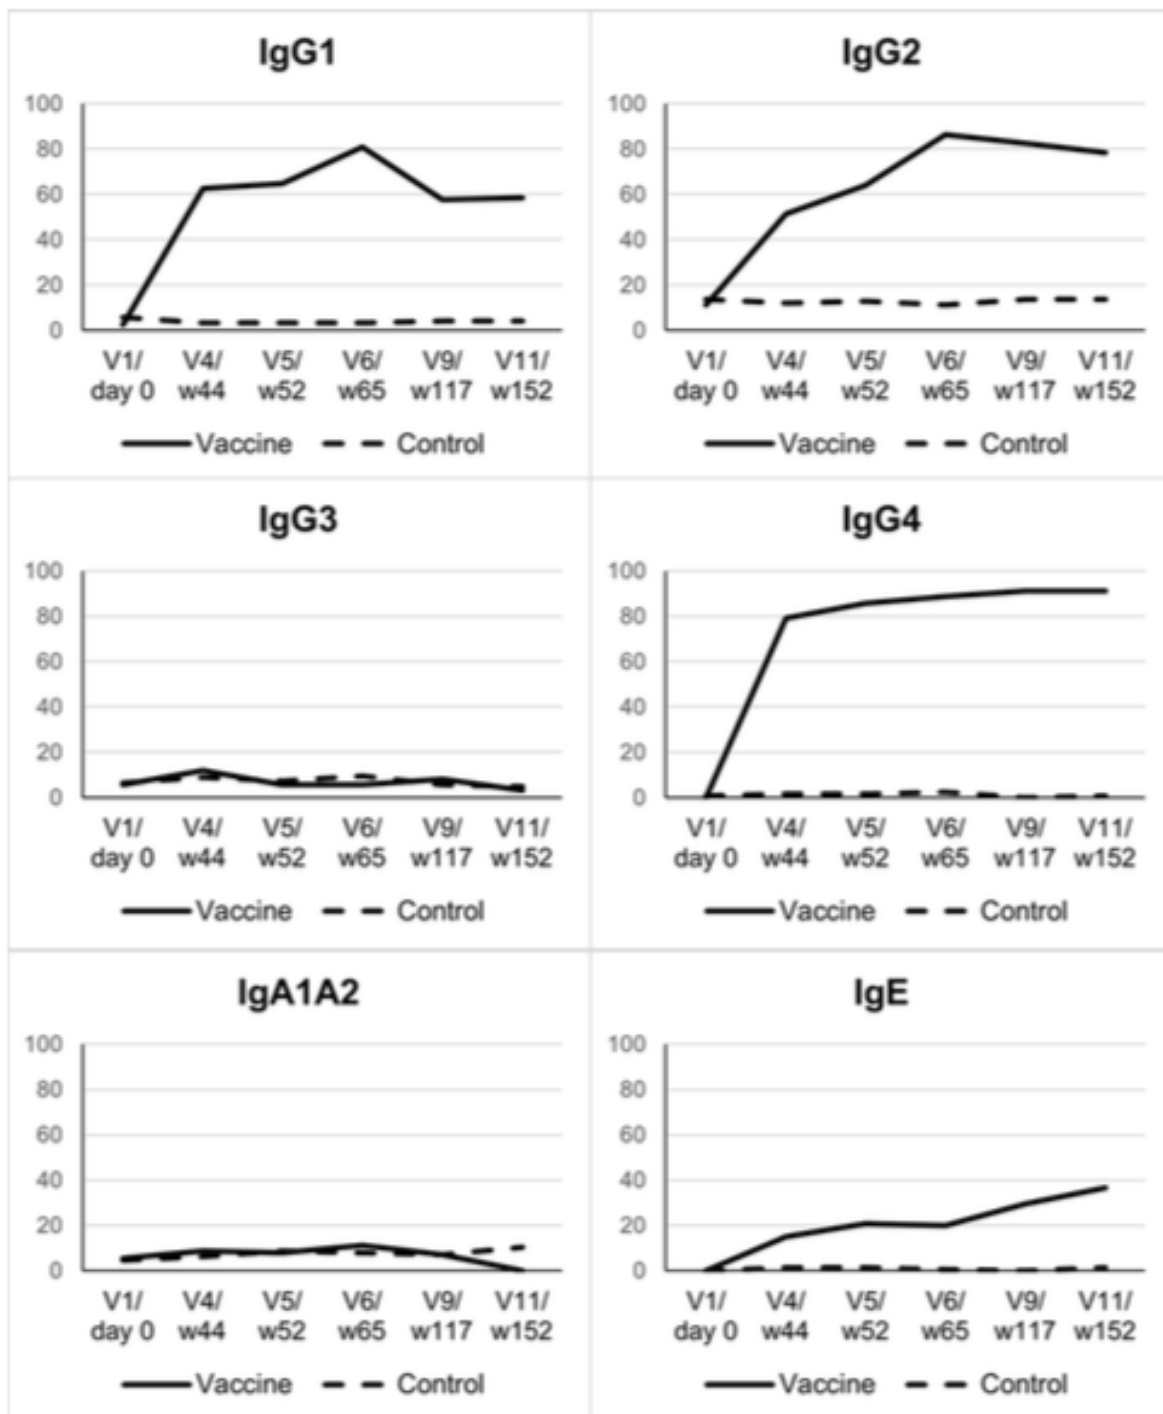 IgG1
100
80
60
40
20
0
V1/ V4/ V5/ V6/ V9/ V11/
day 0 w44 w52 w65 w117 w152
Vaccine Control
IgG2
100
80
60
40
20
0
V1/ V4/ V5/ V6/ V9/ V11/
day 0 w44 w52 w65 w117 w152
Vaccine Control
IgG3
100
80
60
40
20
0
V1/ V4/ V5/ V6/ V9/ V11/
day 0 w44 w52 w65 w117 w152
Vaccine Control
IgG4
100
80
60
40
20
0
V1/ V4/ V5/ V6/ V9/ V11/
day 0 w44 w52 w65 w117 w152
Vaccine Control
IgA1A2
100
80
60
40
20
0
V1/ V4/ V5/ V6/ V9/ V11/
day 0 w44 w52 w65 w117 w152
Vaccine Control
IgE
100
80
60
40
20
0
V1/ V4/ V5/ V6/ V9/ V11/
day 0 w44 w52 w65 w117 w152
Vaccine Control